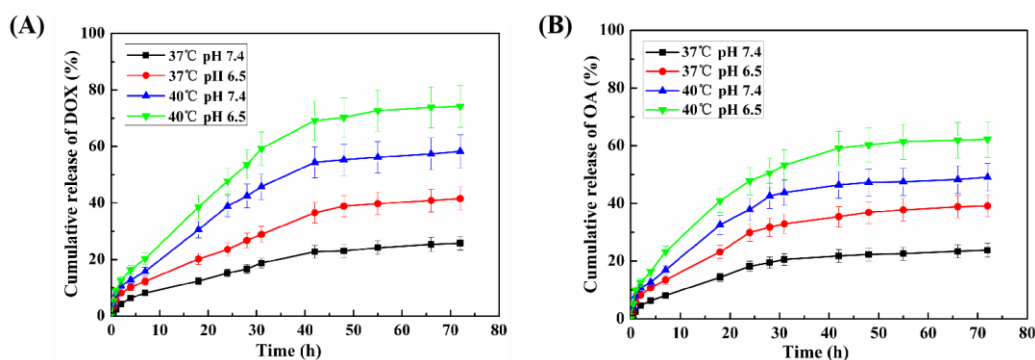 (A)
Cumulative release of DOX (%)
100
80
60
40
20
0
37℃ pH 7.4
37℃ pII 6.5
40℃ pH 7.4
40℃ pH 6.5
0 10 20 30 40 50 60 70 80
Time (h)
(B)
Cumulative release of OA (%)
100
80
60
40
20
0
37℃ pH 7.4
37℃ pH 6.5
40℃ pH 7.4
40℃ pH 6.5
0 10 20 30 40 50 60 70 80
Time (h)